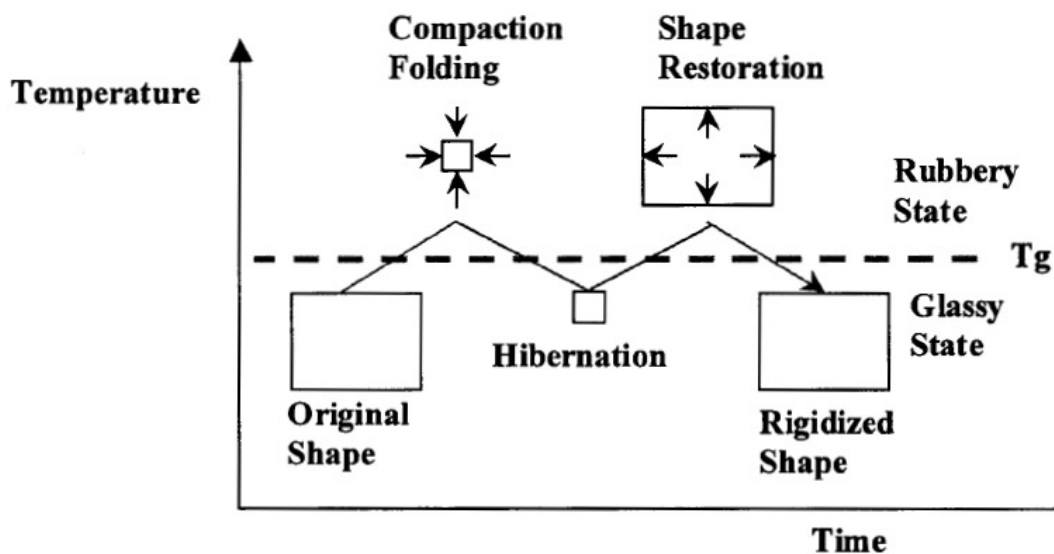 Compaction
Folding
Shape
Restoration
Temperature
Rubbery
State
Tg
Glassy
State
Hibernation
Original
Shape
Rigidized
Shape
Time